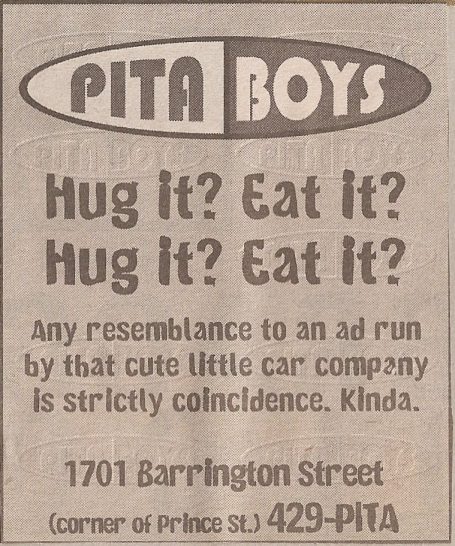 PITA BOYS
Hug it? Eat it?
Hug it? Eat it?
Any resemblance to an ad run
by that cute little car company
is strictly coincidence. Kinda.
1701 Barrington Street
(corner of Prince St.) 429-PITA